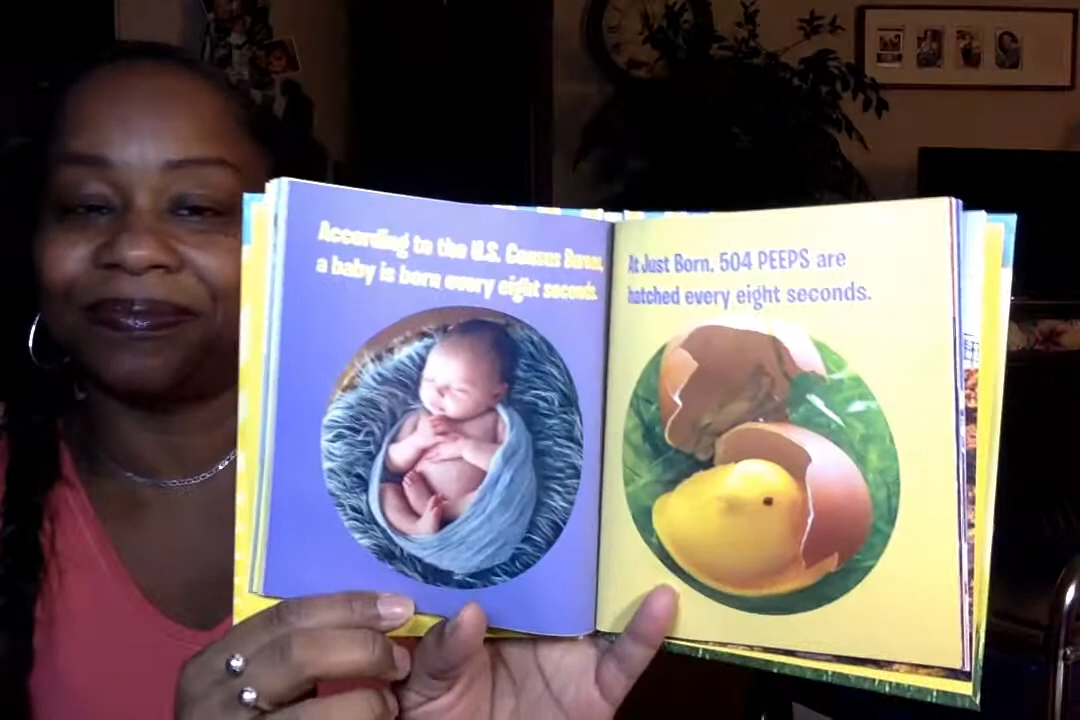 According to the U.S. Census Bureau,
a baby is born every eight seconds.
At Just Born, 504 PEEPS are
hatched every eight seconds.